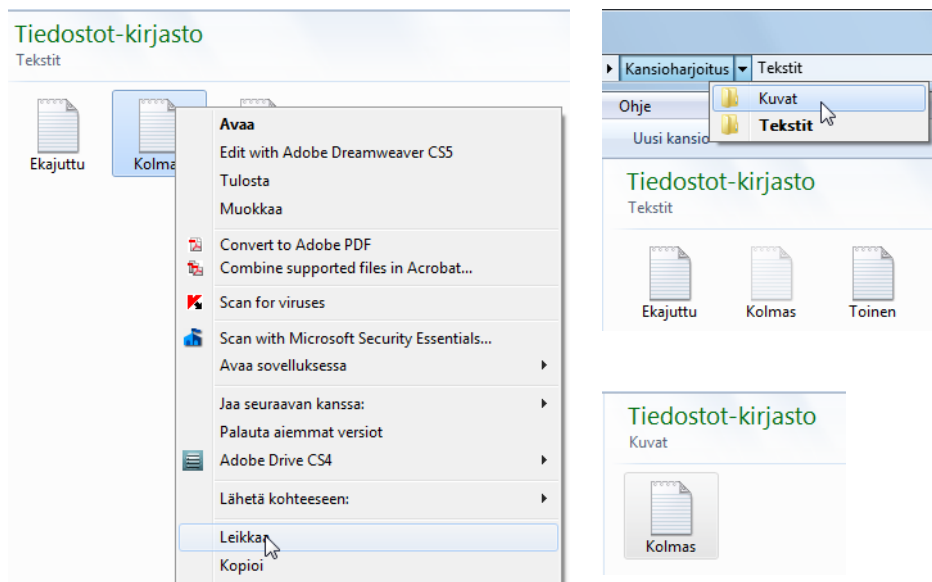 Tiedostot-kirjasto
Tekstit
Ekajuttu
Avaa
Edit with Adobe Dreamweaver CS5
Tulosta
Muokkaa
Convert to Adobe PDF
Combine supported files in Acrobat...
Scan for viruses
Scan with Microsoft Security Essentials...
Avaa sovelluksessa
Jaa seuraavan kanssa:
Palauta aiemmat versiot
Adobe Drive CS4
Lähetä kohteeseen:
Leikkaa
Kopioi
Kansioharjoitus Tekstit
Kuvat
Tekstit
Ohje
Uusi kansio
Tiedostot-kirjasto
Tekstit
Ekajuttu Kolmas Toinen
Tiedostot-kirjasto
Kuvat
Kolmas